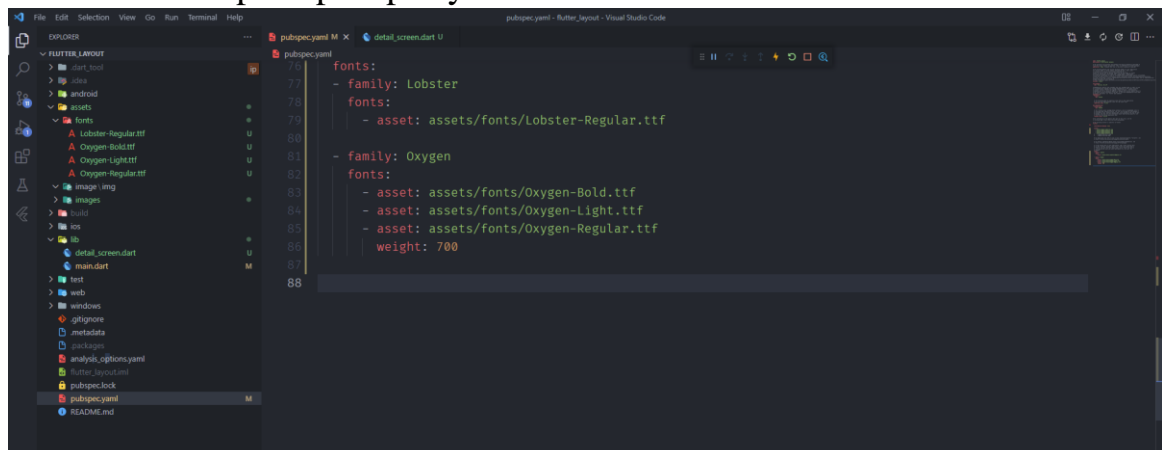 File Edit Selection View Go Run Terminal Help
pubspec.yaml - flutter_layout - Visual Studio Code
EXPLORER
pubspec.yaml M
detail_screen.dart U
FLUTTER_LAYOUT
pubspec.yaml
.dart_tool
.idea
android
assets
fonts
Lobster-Regular.ttf U
Oxygen-Bold.ttf U
Oxygen-Light.ttf U
Oxygen-Regular.ttf U
image \ img
images
build
ios
lib
detail_screen.dart U
main.dart M
test
web
windows
.gitignore
.metadata
.packages
analysis_options.yaml
flutter_layout.iml
pubspec.lock
pubspec.yaml M
README.md
76 fonts:
77 - family: Lobster
78 fonts:
79 - asset: assets/fonts/Lobster-Regular.ttf
80
81 - family: Oxygen
82 fonts:
83 - asset: assets/fonts/Oxygen-Bold.ttf
84 - asset: assets/fonts/Oxygen-Light.ttf
85 - asset: assets/fonts/Oxygen-Regular.ttf
86 weight: 700
87
88